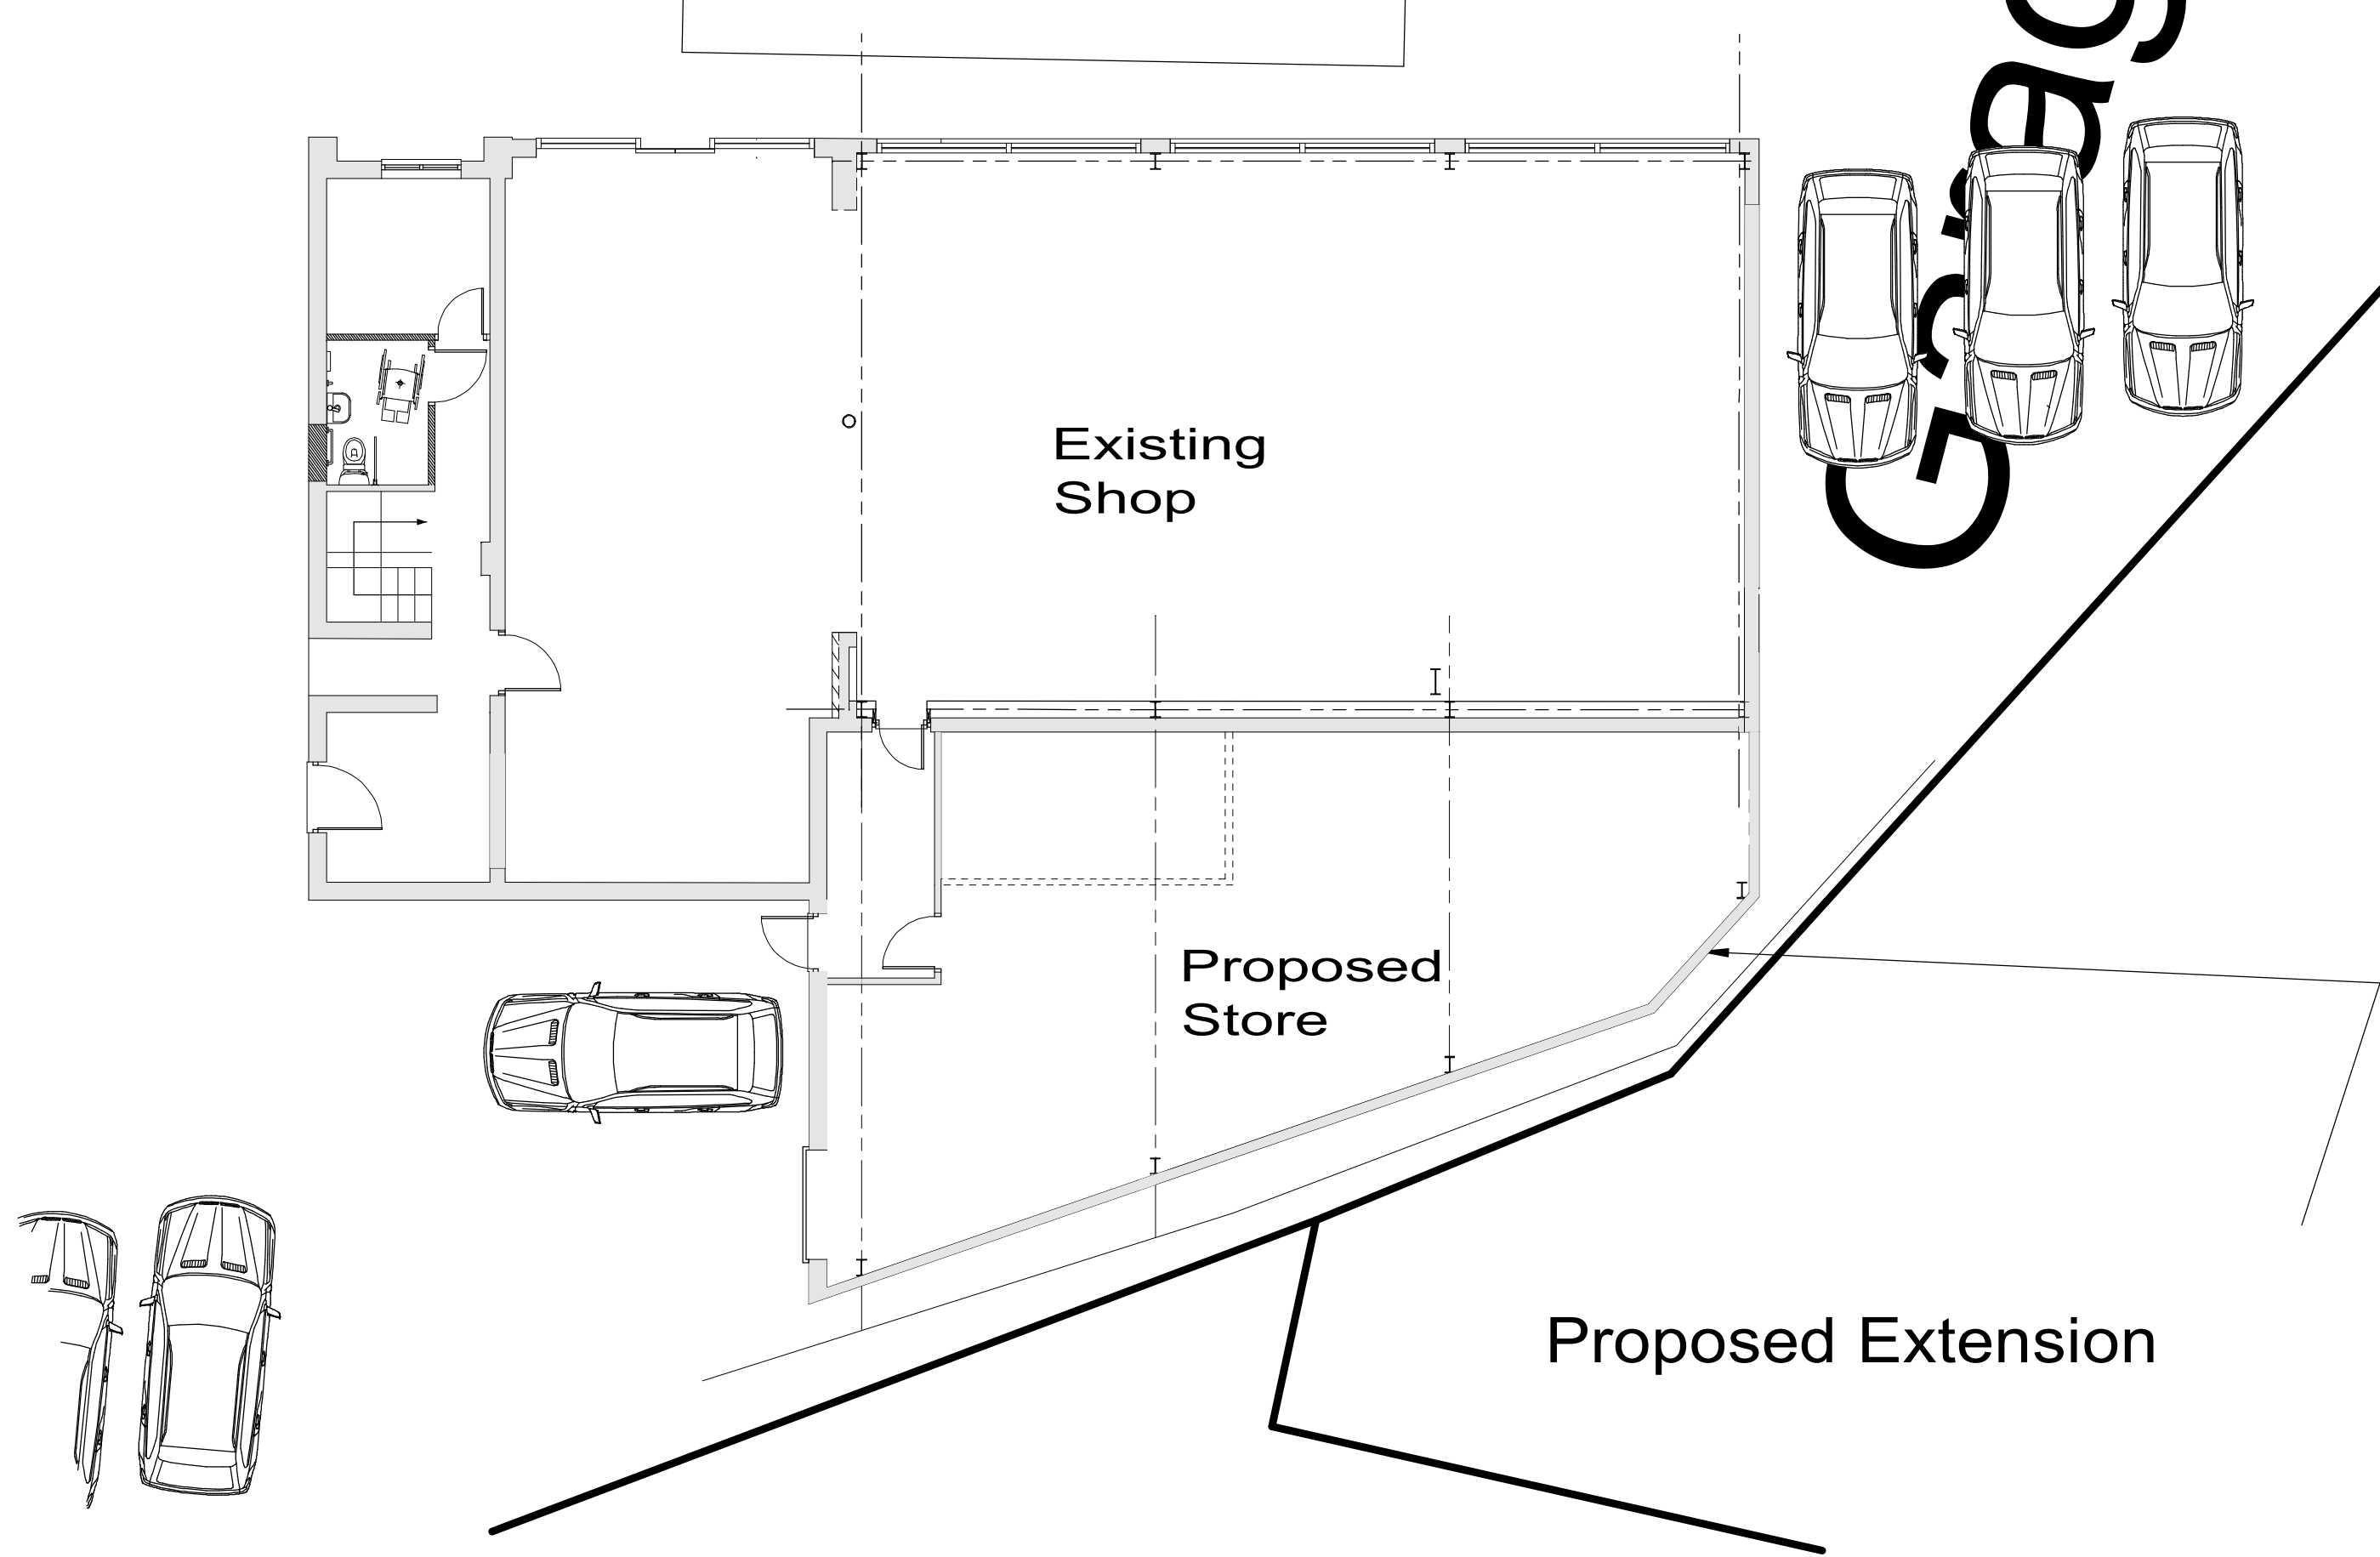 Existing
Shop
Proposed
Store
Proposed Extension